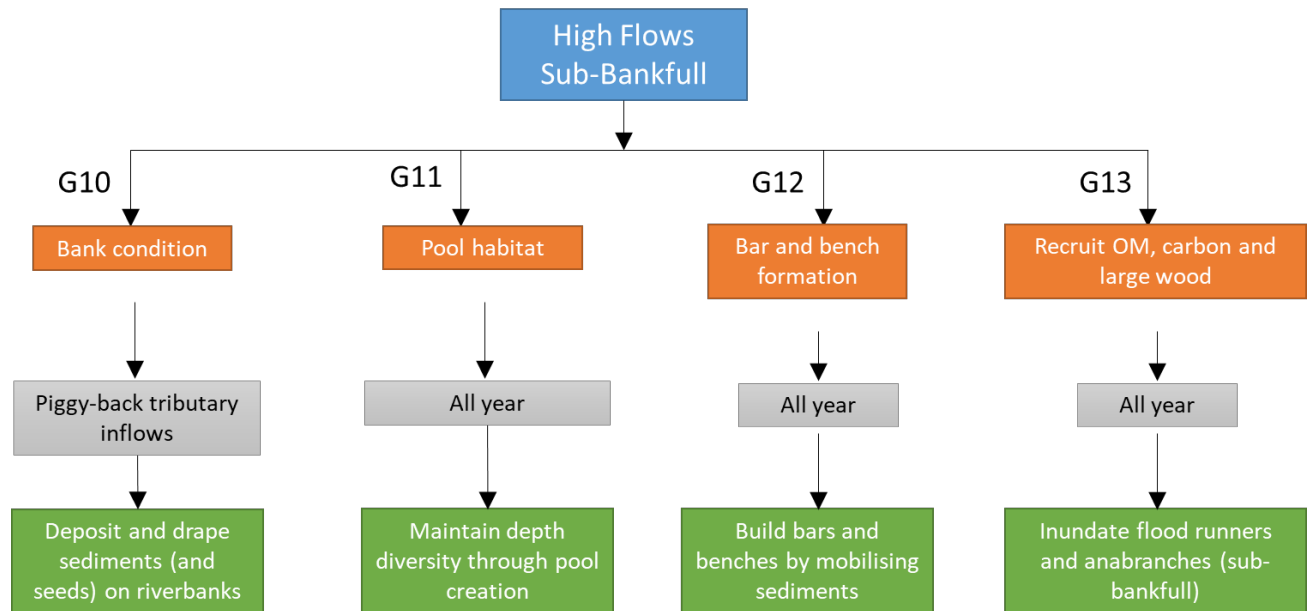 High Flows
Sub-Bankfull
G10
G11
G12
G13
Bank condition
Pool habitat
Bar and bench
formation
Recruit OM, carbon and
large wood
Piggy-back tributary
inflows
All year
All year
All year
Deposit and drape
sediments (and
seeds) on riverbanks
Maintain depth
diversity through pool
creation
Build bars and
benches by mobilising
sediments
Inundate flood runners
and anabranches (sub-
bankfull)